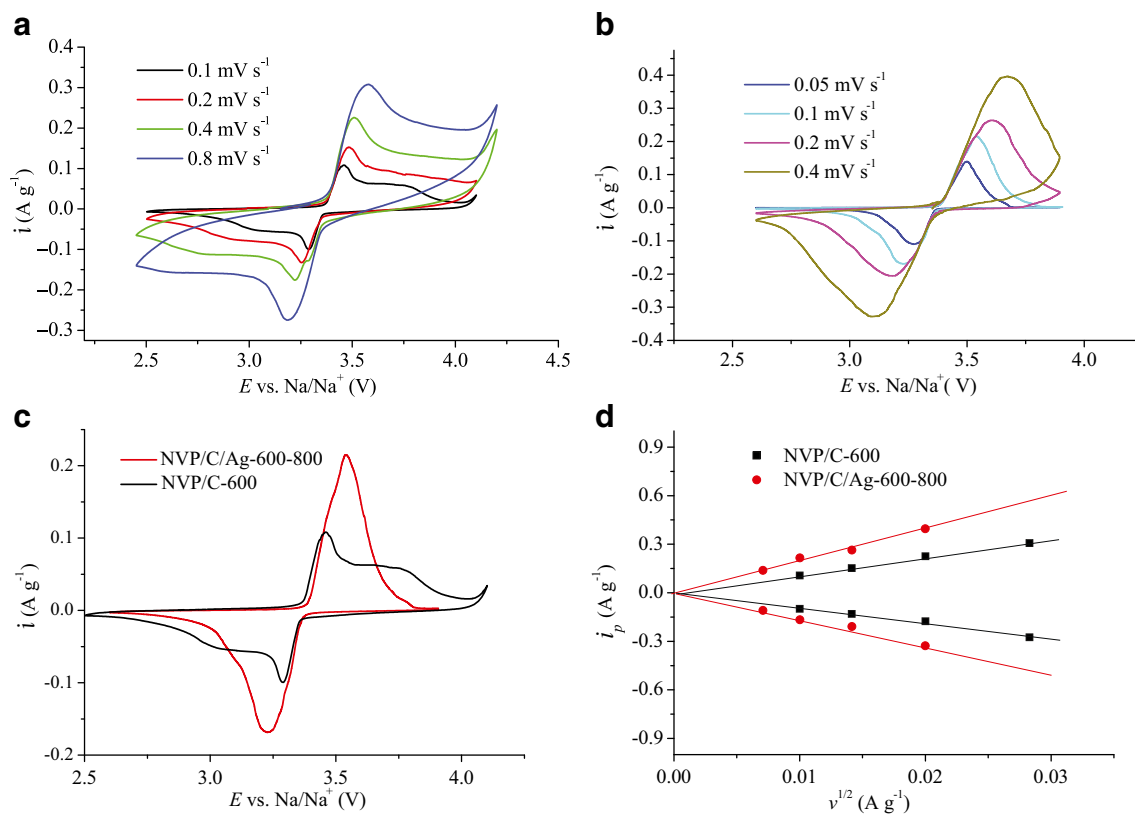 a
0.4
0.3
0.2
0.1
0.0
−0.1
−0.2
−0.3
i (A g⁻¹)
0.1 mV s⁻¹
0.2 mV s⁻¹
0.4 mV s⁻¹
0.8 mV s⁻¹
2.5 3.0 3.5 4.0 4.5
E vs. Na/Na⁺ (V)
b
0.4
0.3
0.2
0.1
0.0
-0.1
-0.2
-0.3
-0.4
i (A g⁻¹)
0.05 mV s⁻¹
0.1 mV s⁻¹
0.2 mV s⁻¹
0.4 mV s⁻¹
2.5 3.0 3.5 4.0
E vs. Na/Na⁺ ( V)
c
0.2
0.1
0.0
-0.1
-0.2
i (A g⁻¹)
NVP/C/Ag-600-800
NVP/C-600
2.5 3.0 3.5 4.0
E vs. Na/Na⁺ (V)
d
0.9
0.6
0.3
0.0
-0.3
-0.6
-0.9
iₚ (A g⁻¹)
NVP/C-600
NVP/C/Ag-600-800
0.00 0.01 0.02 0.03
v¹ᐟ² (A g⁻¹)